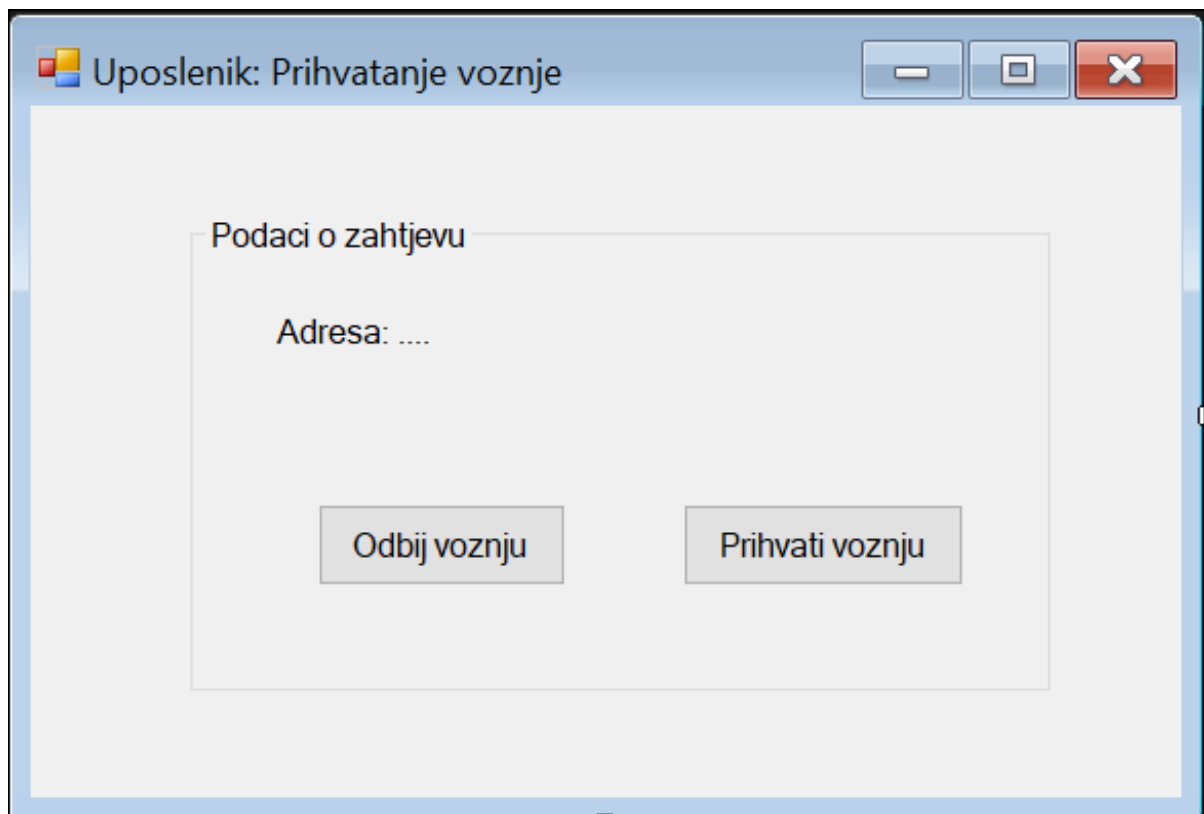 Uposlenik: Prihvatanje voznje
Podaci o zahtjevu
Adresa: ....
Odbij voznju
Prihvati voznju